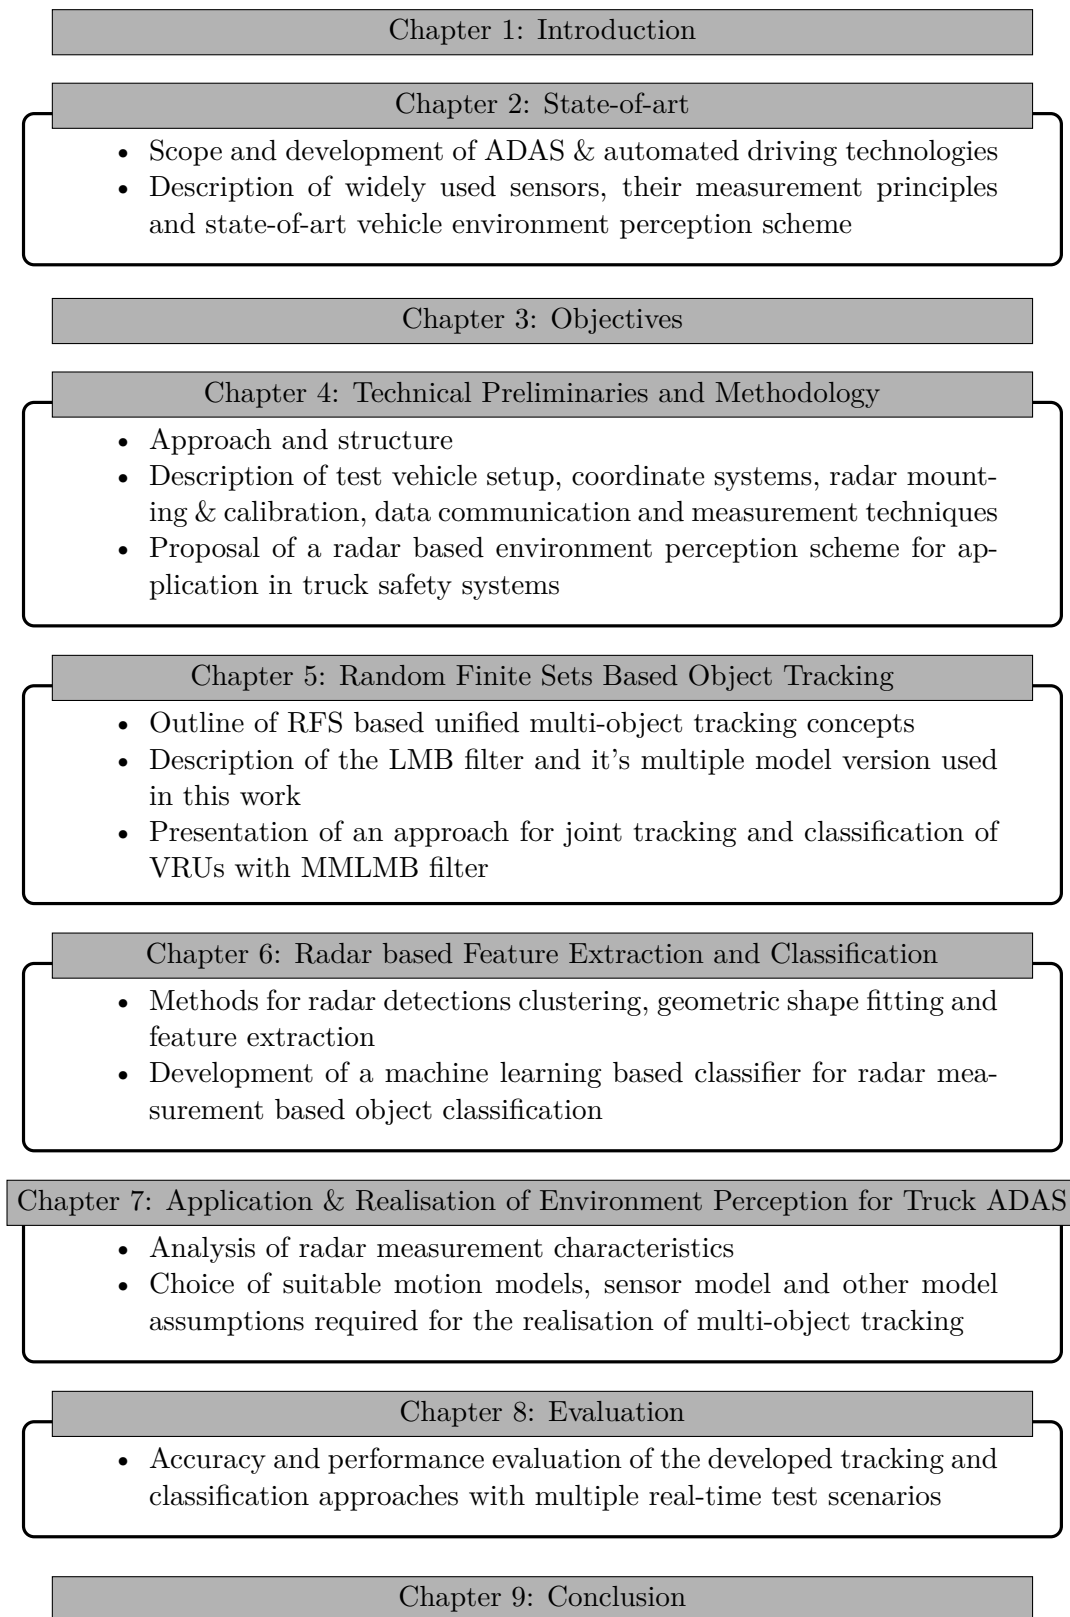 Chapter 1: Introduction
Chapter 2: State-of-art
• Scope and development of ADAS & automated driving technologies
• Description of widely used sensors, their measurement principles
and state-of-art vehicle environment perception scheme
Chapter 3: Objectives
Chapter 4: Technical Preliminaries and Methodology
• Approach and structure
• Description of test vehicle setup, coordinate systems, radar mount-
ing & calibration, data communication and measurement techniques
• Proposal of a radar based environment perception scheme for ap-
plication in truck safety systems
Chapter 5: Random Finite Sets Based Object Tracking
• Outline of RFS based unified multi-object tracking concepts
• Description of the LMB filter and it's multiple model version used
in this work
• Presentation of an approach for joint tracking and classification of
VRUs with MMLMB filter
Chapter 6: Radar based Feature Extraction and Classification
• Methods for radar detections clustering, geometric shape fitting and
feature extraction
• Development of a machine learning based classifier for radar mea-
surement based object classification
Chapter 7: Application & Realisation of Environment Perception for Truck ADAS
• Analysis of radar measurement characteristics
• Choice of suitable motion models, sensor model and other model
assumptions required for the realisation of multi-object tracking
Chapter 8: Evaluation
• Accuracy and performance evaluation of the developed tracking and
classification approaches with multiple real-time test scenarios
Chapter 9: Conclusion